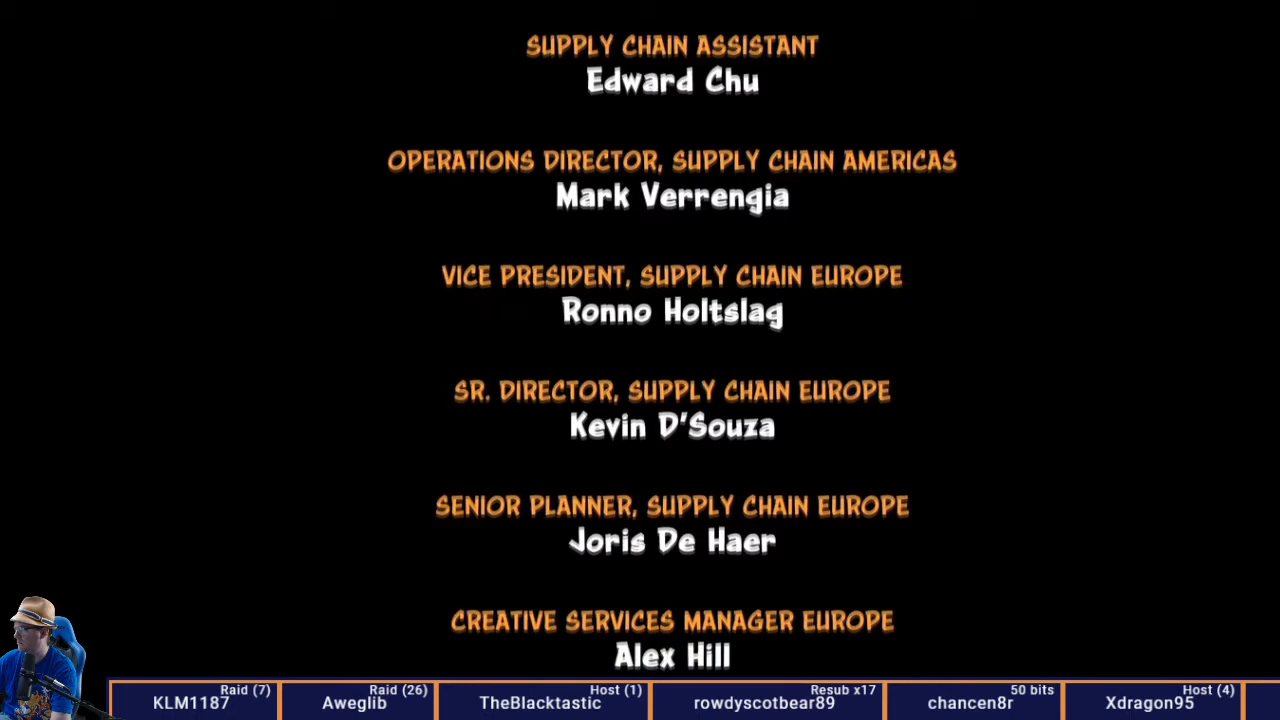 SUPPLY CHAIN ASSISTANT
Edward Chu
OPERATIONS DIRECTOR, SUPPLY CHAIN AMERICAS
Mark Verrengia
VICE PRESIDENT, SUPPLY CHAIN EUROPE
Ronno Holtslag
SR. DIRECTOR, SUPPLY CHAIN EUROPE
Kevin D'Souza
SENIOR PLANNER, SUPPLY CHAIN EUROPE
Joris De Haer
CREATIVE SERVICES MANAGER EUROPE
Alex Hill
Raid (7)
KLM1187
Raid (26)
Aweglib
Host (1)
TheBlacktastic
Resub x17
rowdyscotbear89
50 bits
chancen8r
Host (4)
Xdragon95